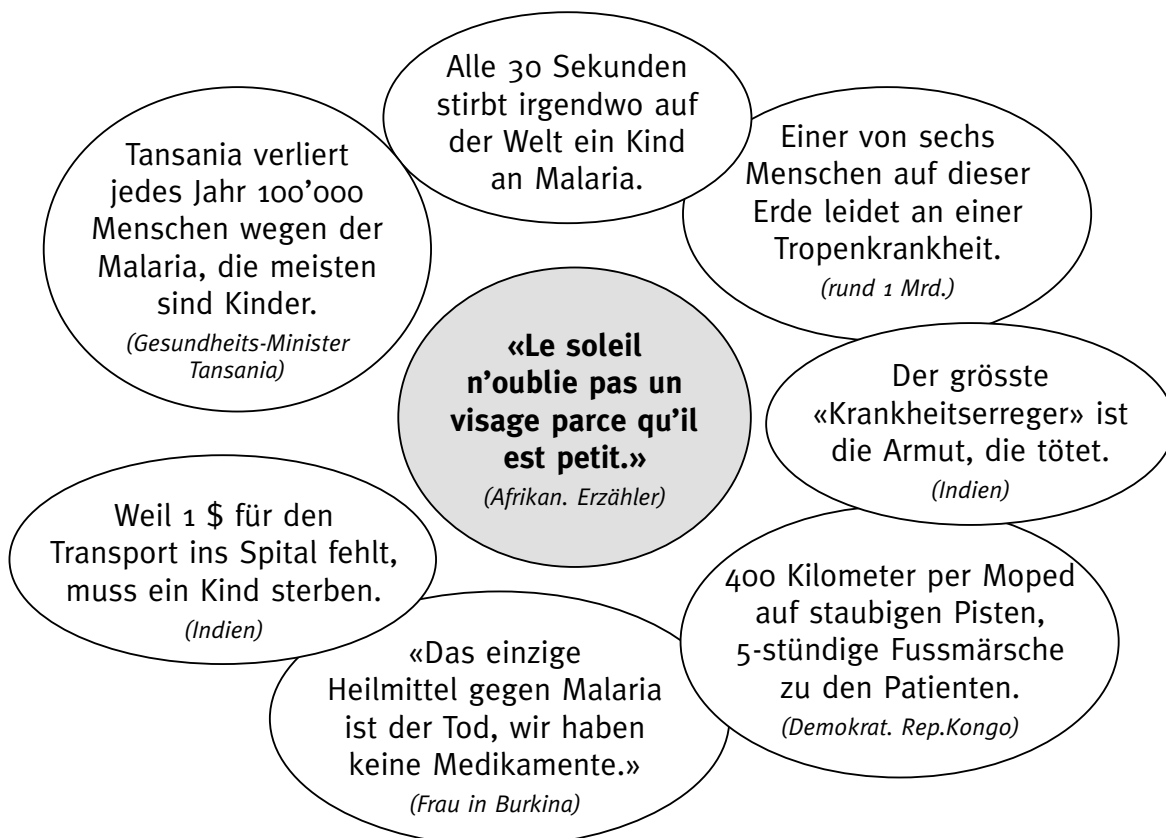 Alle 30 Sekunden
stirbt irgendwo auf
der Welt ein Kind
an Malaria.
Tansania verliert
jedes Jahr 100’000
Menschen wegen der
Malaria, die meisten
sind Kinder.
(Gesundheits-Minister
Tansania)
Einer von sechs
Menschen auf dieser
Erde leidet an einer
Tropenkrankheit.
(rund 1 Mrd.)
«Le soleil
n’oublie pas un
visage parce qu’il
est petit.»
(Afrikan. Erzähler)
Der grösste
«Krankheitserreger» ist
die Armut, die tötet.
(Indien)
Weil 1 $ für den
Transport ins Spital fehlt,
muss ein Kind sterben.
(Indien)
400 Kilometer per Moped
auf staubigen Pisten,
5-stündige Fussmärsche
zu den Patienten.
(Demokrat. Rep.Kongo)
«Das einzige
Heilmittel gegen Malaria
ist der Tod, wir haben
keine Medikamente.»
(Frau in Burkina)